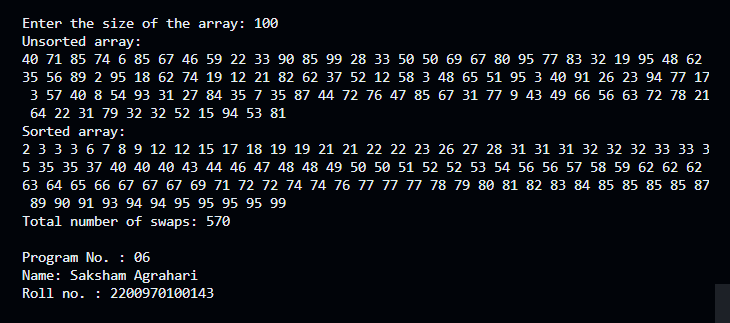 Enter the size of the array: 100
Unsorted array:
40 71 85 74 6 85 67 46 59 22 33 90 85 99 28 33 50 50 69 67 80 95 77 83 32 19 95 48 62
35 56 89 2 95 18 62 74 19 12 21 82 62 37 52 12 58 3 48 65 51 95 3 40 91 26 23 94 77 17
3 57 40 8 54 93 31 27 84 35 7 35 87 44 72 76 47 85 67 31 77 9 43 49 66 56 63 72 78 21
64 22 31 79 32 32 52 15 94 53 81
Sorted array:
2 3 3 3 6 7 8 9 12 12 15 17 18 19 19 21 21 22 22 23 26 27 28 31 31 31 32 32 32 33 33 3
5 35 35 37 40 40 40 43 44 46 47 48 48 49 50 50 51 52 52 53 54 56 56 57 58 59 62 62 62
63 64 65 66 67 67 67 69 71 72 72 74 74 76 77 77 77 78 79 80 81 82 83 84 85 85 85 85 87
89 90 91 93 94 94 95 95 95 95 99
Total number of swaps: 570
Program No. : 06
Name: Saksham Agrahari
Roll no. : 2200970100143